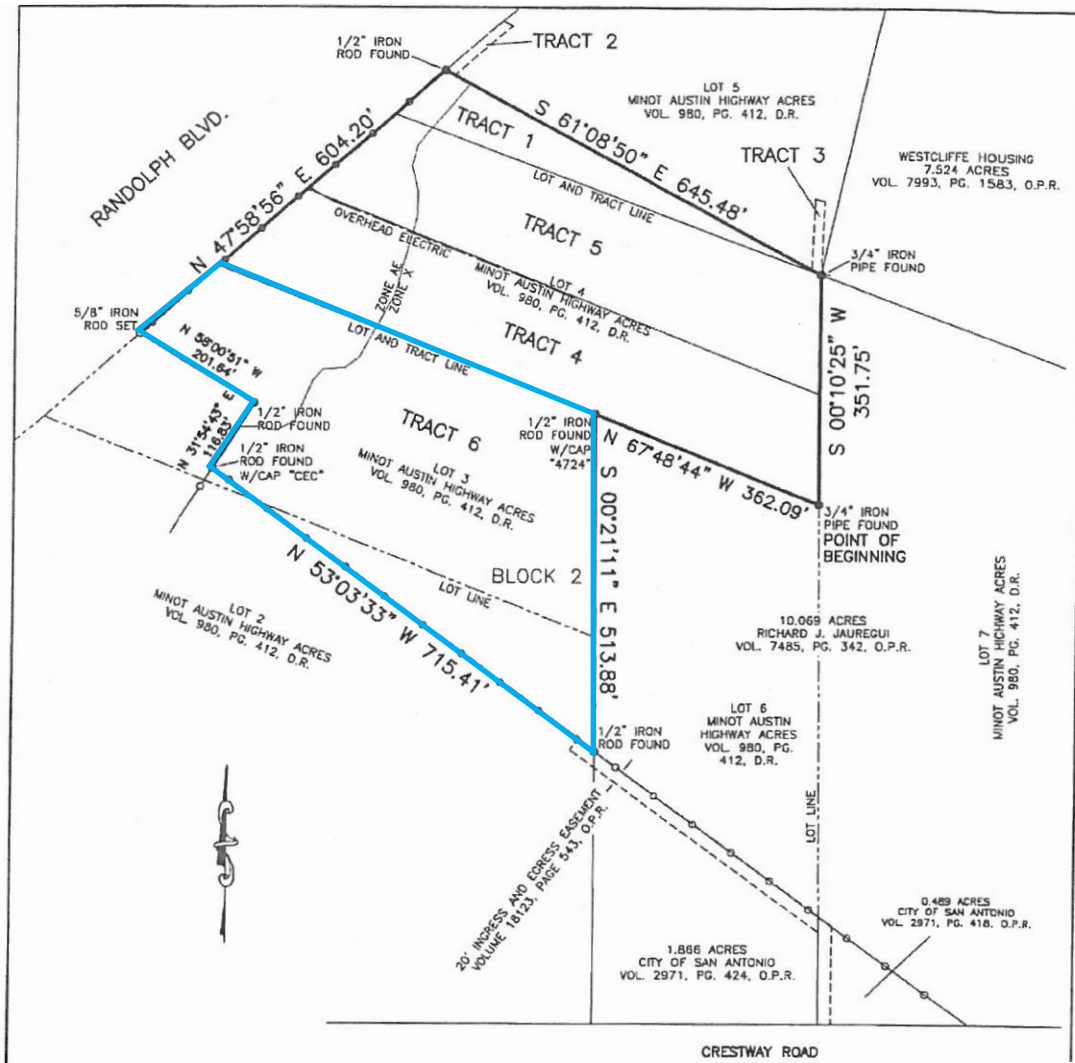 1/2" IRON
ROD FOUND
TRACT 2
LOT 5
MINOT AUSTIN HIGHWAY ACRES
VOL. 980, PG. 412, D.R.
TRACT 1
S 61°08'50" E 645.48'
TRACT 3
WESTCLIFFE HOUSING
7.524 ACRES
VOL. 7993, PG. 1583, O.P.R.
RANDOLPH BLVD.
N 47°58'56" E 604.20'
LOT AND TRACT LINE
TRACT 5
OVERHEAD ELECTRIC
ZONE AE
ZONE X
LOT 4
MINOT AUSTIN HIGHWAY ACRES
VOL. 980, PG. 412, D.R.
3/4" IRON
PIPE FOUND
S 00°10'25" W
351.75'
5/8" IRON
ROD SET
N 58°00'51" W
201.64'
LOT AND TRACT LINE
TRACT 4
N 31°54'43" E
116.83'
1/2" IRON
ROD FOUND
1/2" IRON
ROD FOUND
W/CAP "CEC"
TRACT 6
LOT 3
MINOT AUSTIN HIGHWAY ACRES
VOL. 980, PG. 412, D.R.
1/2" IRON
ROD FOUND
W/CAP
"4724"
N 67°48'44" W 362.09'
3/4" IRON
PIPE FOUND
POINT OF
BEGINNING
S 00°21'11" E 513.88'
N 53°03'33" W 715.41'
BLOCK 2
LOT LINE
LOT 2
MINOT AUSTIN HIGHWAY ACRES
VOL. 980, PG. 412, D.R.
10.069 ACRES
RICHARD J. JAUREGUI
VOL. 7485, PG. 342, O.P.R.
LOT 7
MINOT AUSTIN HIGHWAY ACRES
VOL. 980, PG. 412, D.R.
LOT 6
MINOT AUSTIN
HIGHWAY ACRES
VOL. 980, PG.
412, D.R.
1/2" IRON
ROD FOUND
LOT LINE
20' INGRESS AND EGRESS EASEMENT
VOLUME 18123, PAGE 543, O.P.R.
1.866 ACRES
CITY OF SAN ANTONIO
VOL. 2971, PG. 424, O.P.R.
0.489 ACRES
CITY OF SAN ANTONIO
VOL. 2971, PG. 418, O.P.R.
CRESTWAY ROAD